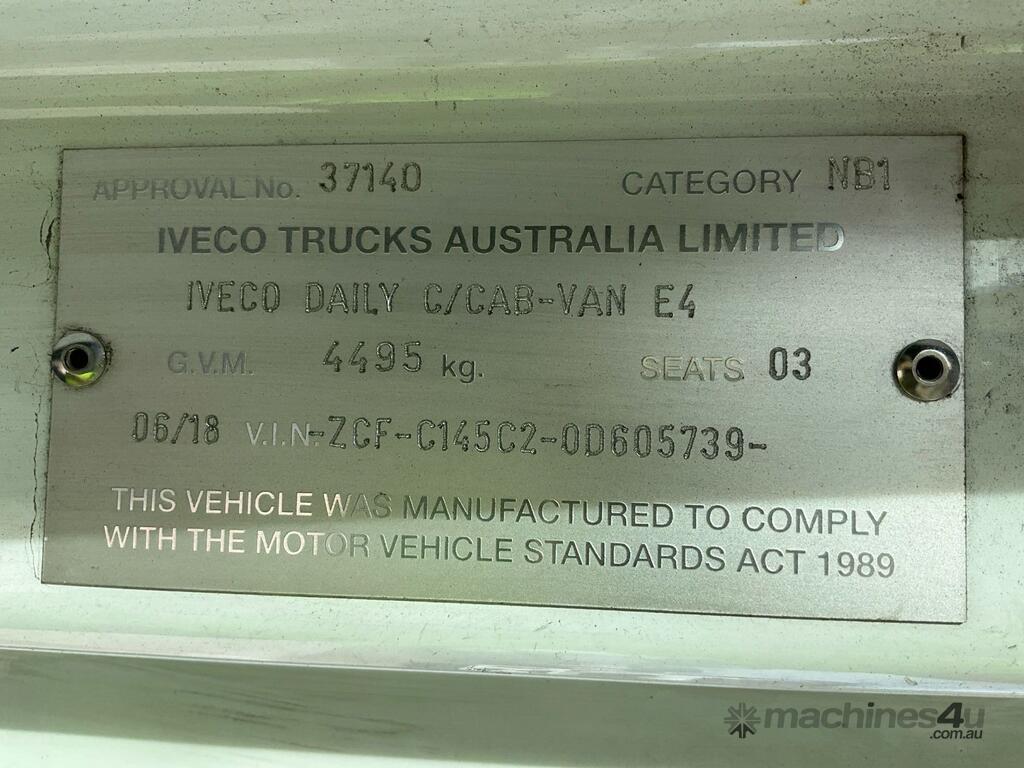 APPROVAL No. 37140 CATEGORY NB1
IVECO TRUCKS AUSTRALIA LIMITED
IVECO DAILY C/CAB-VAN E4
G.V.M. 4495 kg. SEATS 03
06/18 V.I.N.-ZCF-C145C2-0D605739-
THIS VEHICLE WAS MANUFACTURED TO COMPLY
WITH THE MOTOR VEHICLE STANDARDS ACT 1989
machines4u
.com.au